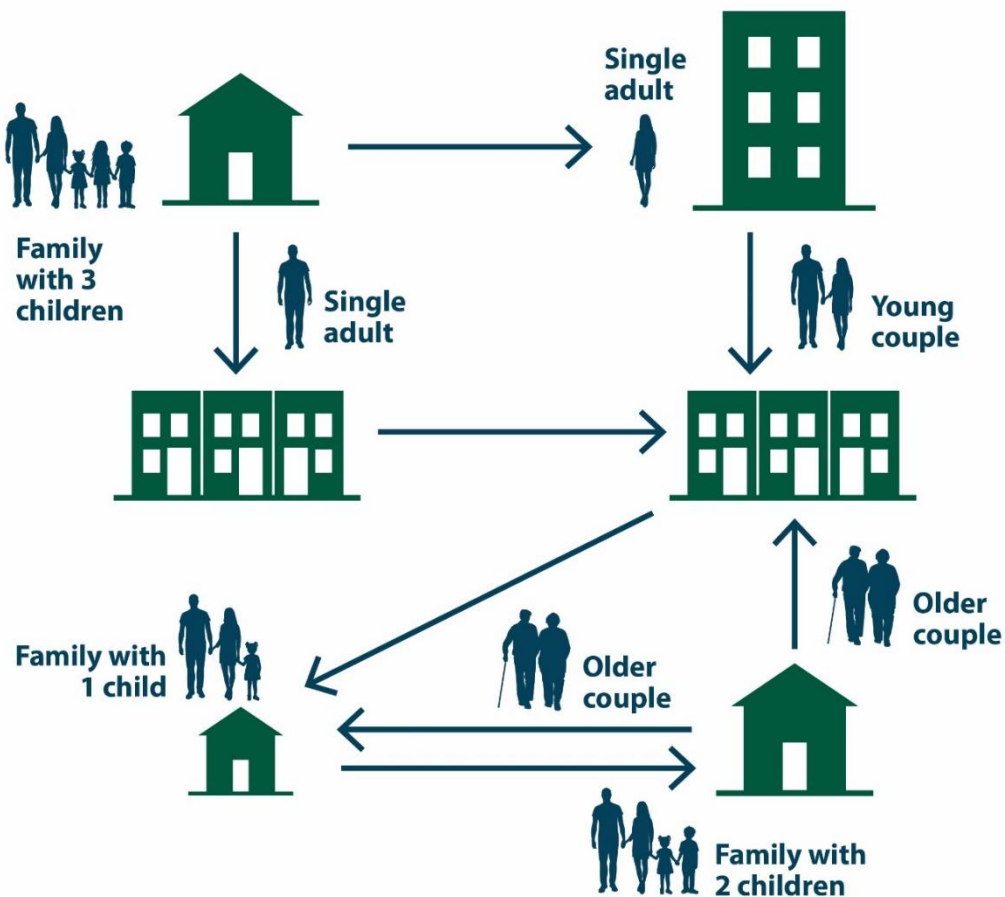 Single
adult
Family
with 3
children
Single
adult
Young
couple
Older
couple
Family with
1 child
Older
couple
Family with
2 children